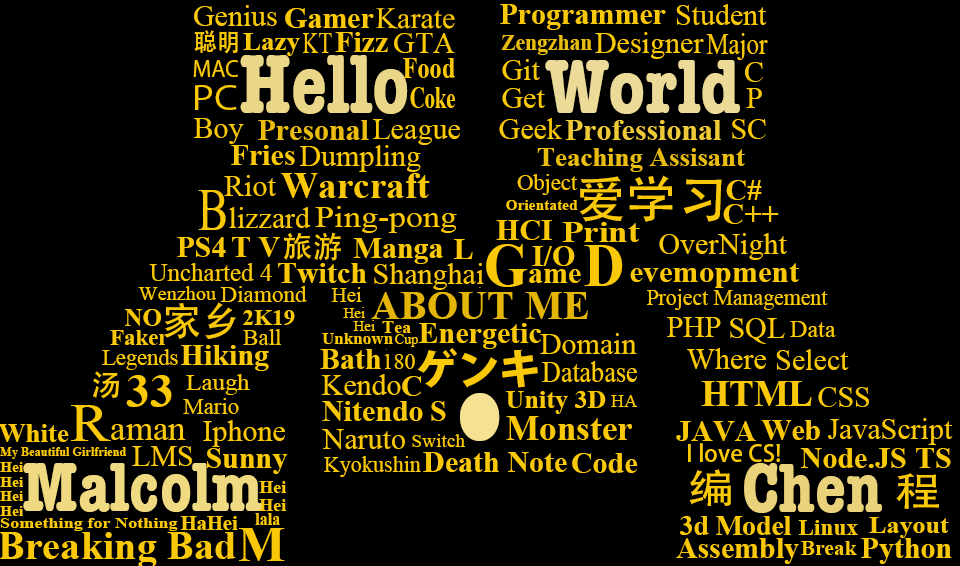 Genius Gamer Karate Programmer Student
聪明 Lazy KT Fizz GTA Zengzhan Designer Major
MAC Hello Food Git World C
PC Coke Get P
Boy Presonal League Geek Professional SC
Fries Dumpling Teaching Assisant
Riot Warcraft Object 爱学习 C#
Blizzard Ping-pong Orientated C++
PS4 T V 旅游 Manga L HCI Print OverNight
Uncharted 4 Twitch Shanghai Game I/O Devemopment
Wenzhou Diamond Hei ABOUT ME Project Management
NO 家乡 2K19 Hei
Faker Ball Hei Tea Energetic PHP SQL Data
Unknown Cup Domain
Legends Hiking Bath 180 ゲンキ Where Select
汤 33 Laugh Kendo C Database HTML CSS
Mario Nitendo S Unity 3D HA
White Raman Iphone Naruto Switch Monster JAVA Web JavaScript
My Beautiful Girlfriend LMS Sunny Kyokushin Death Note Code I love CS! Node.JS TS
Hei Malcolm Hei 编 Chen 程
Hei
Hei Hei
Hei lala
Something for Nothing HaHei 3d Model Linux Layout
Breaking Bad M Assembly Break Python